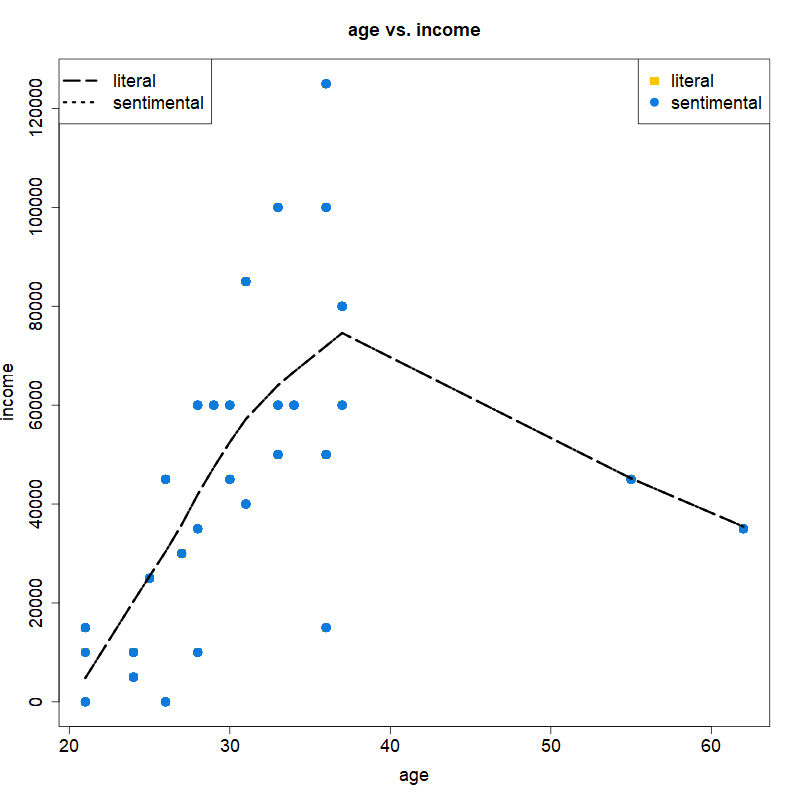 age vs. income
literal
sentimental
literal
sentimental
120000
100000
80000
60000
40000
20000
0
income
20 30 40 50 60
age